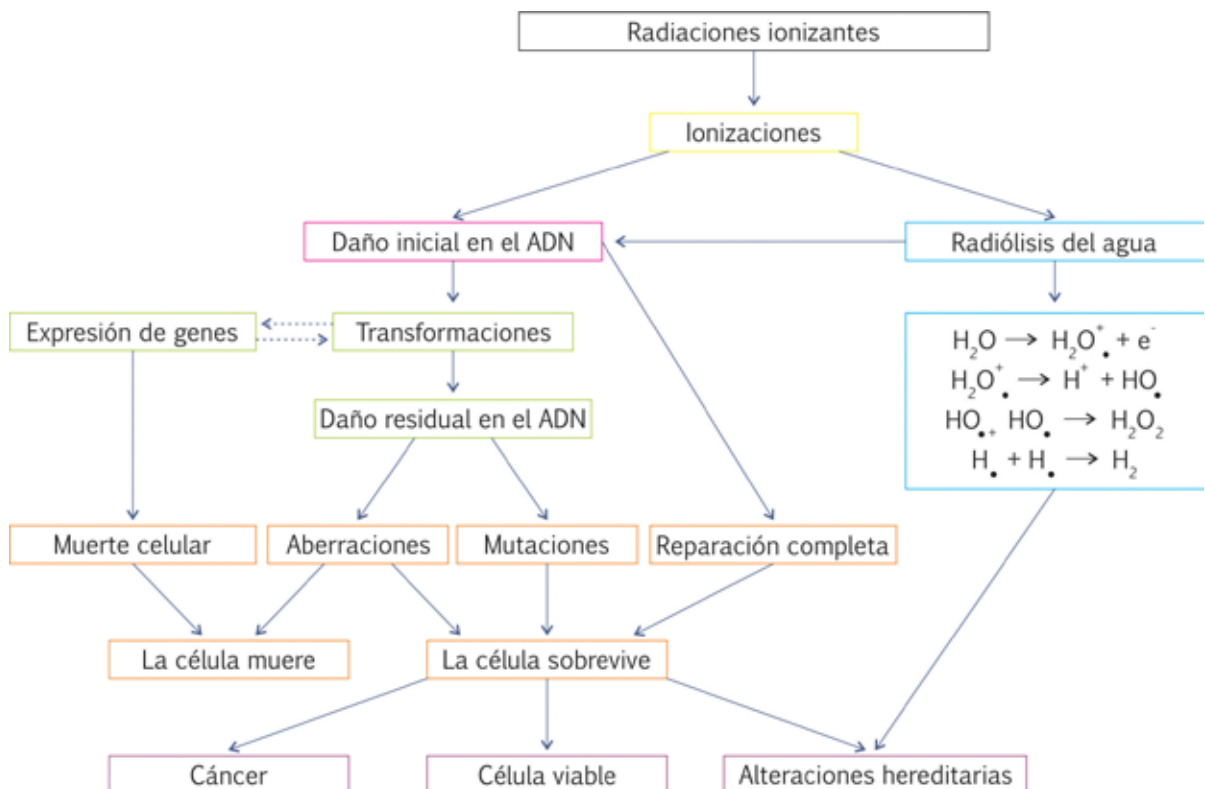 Radiaciones ionizantes
Ionizaciones
Daño inicial en el ADN
Radiólisis del agua
Expresión de genes
Transformaciones
H₂O → H₂O⁺• + e⁻
H₂O⁺• → H⁺ + HO•
HO•₊ HO• → H₂O₂
H• + H• → H₂
Daño residual en el ADN
Muerte celular
Aberraciones
Mutaciones
Reparación completa
La célula muere
La célula sobrevive
Cáncer
Célula viable
Alteraciones hereditarias